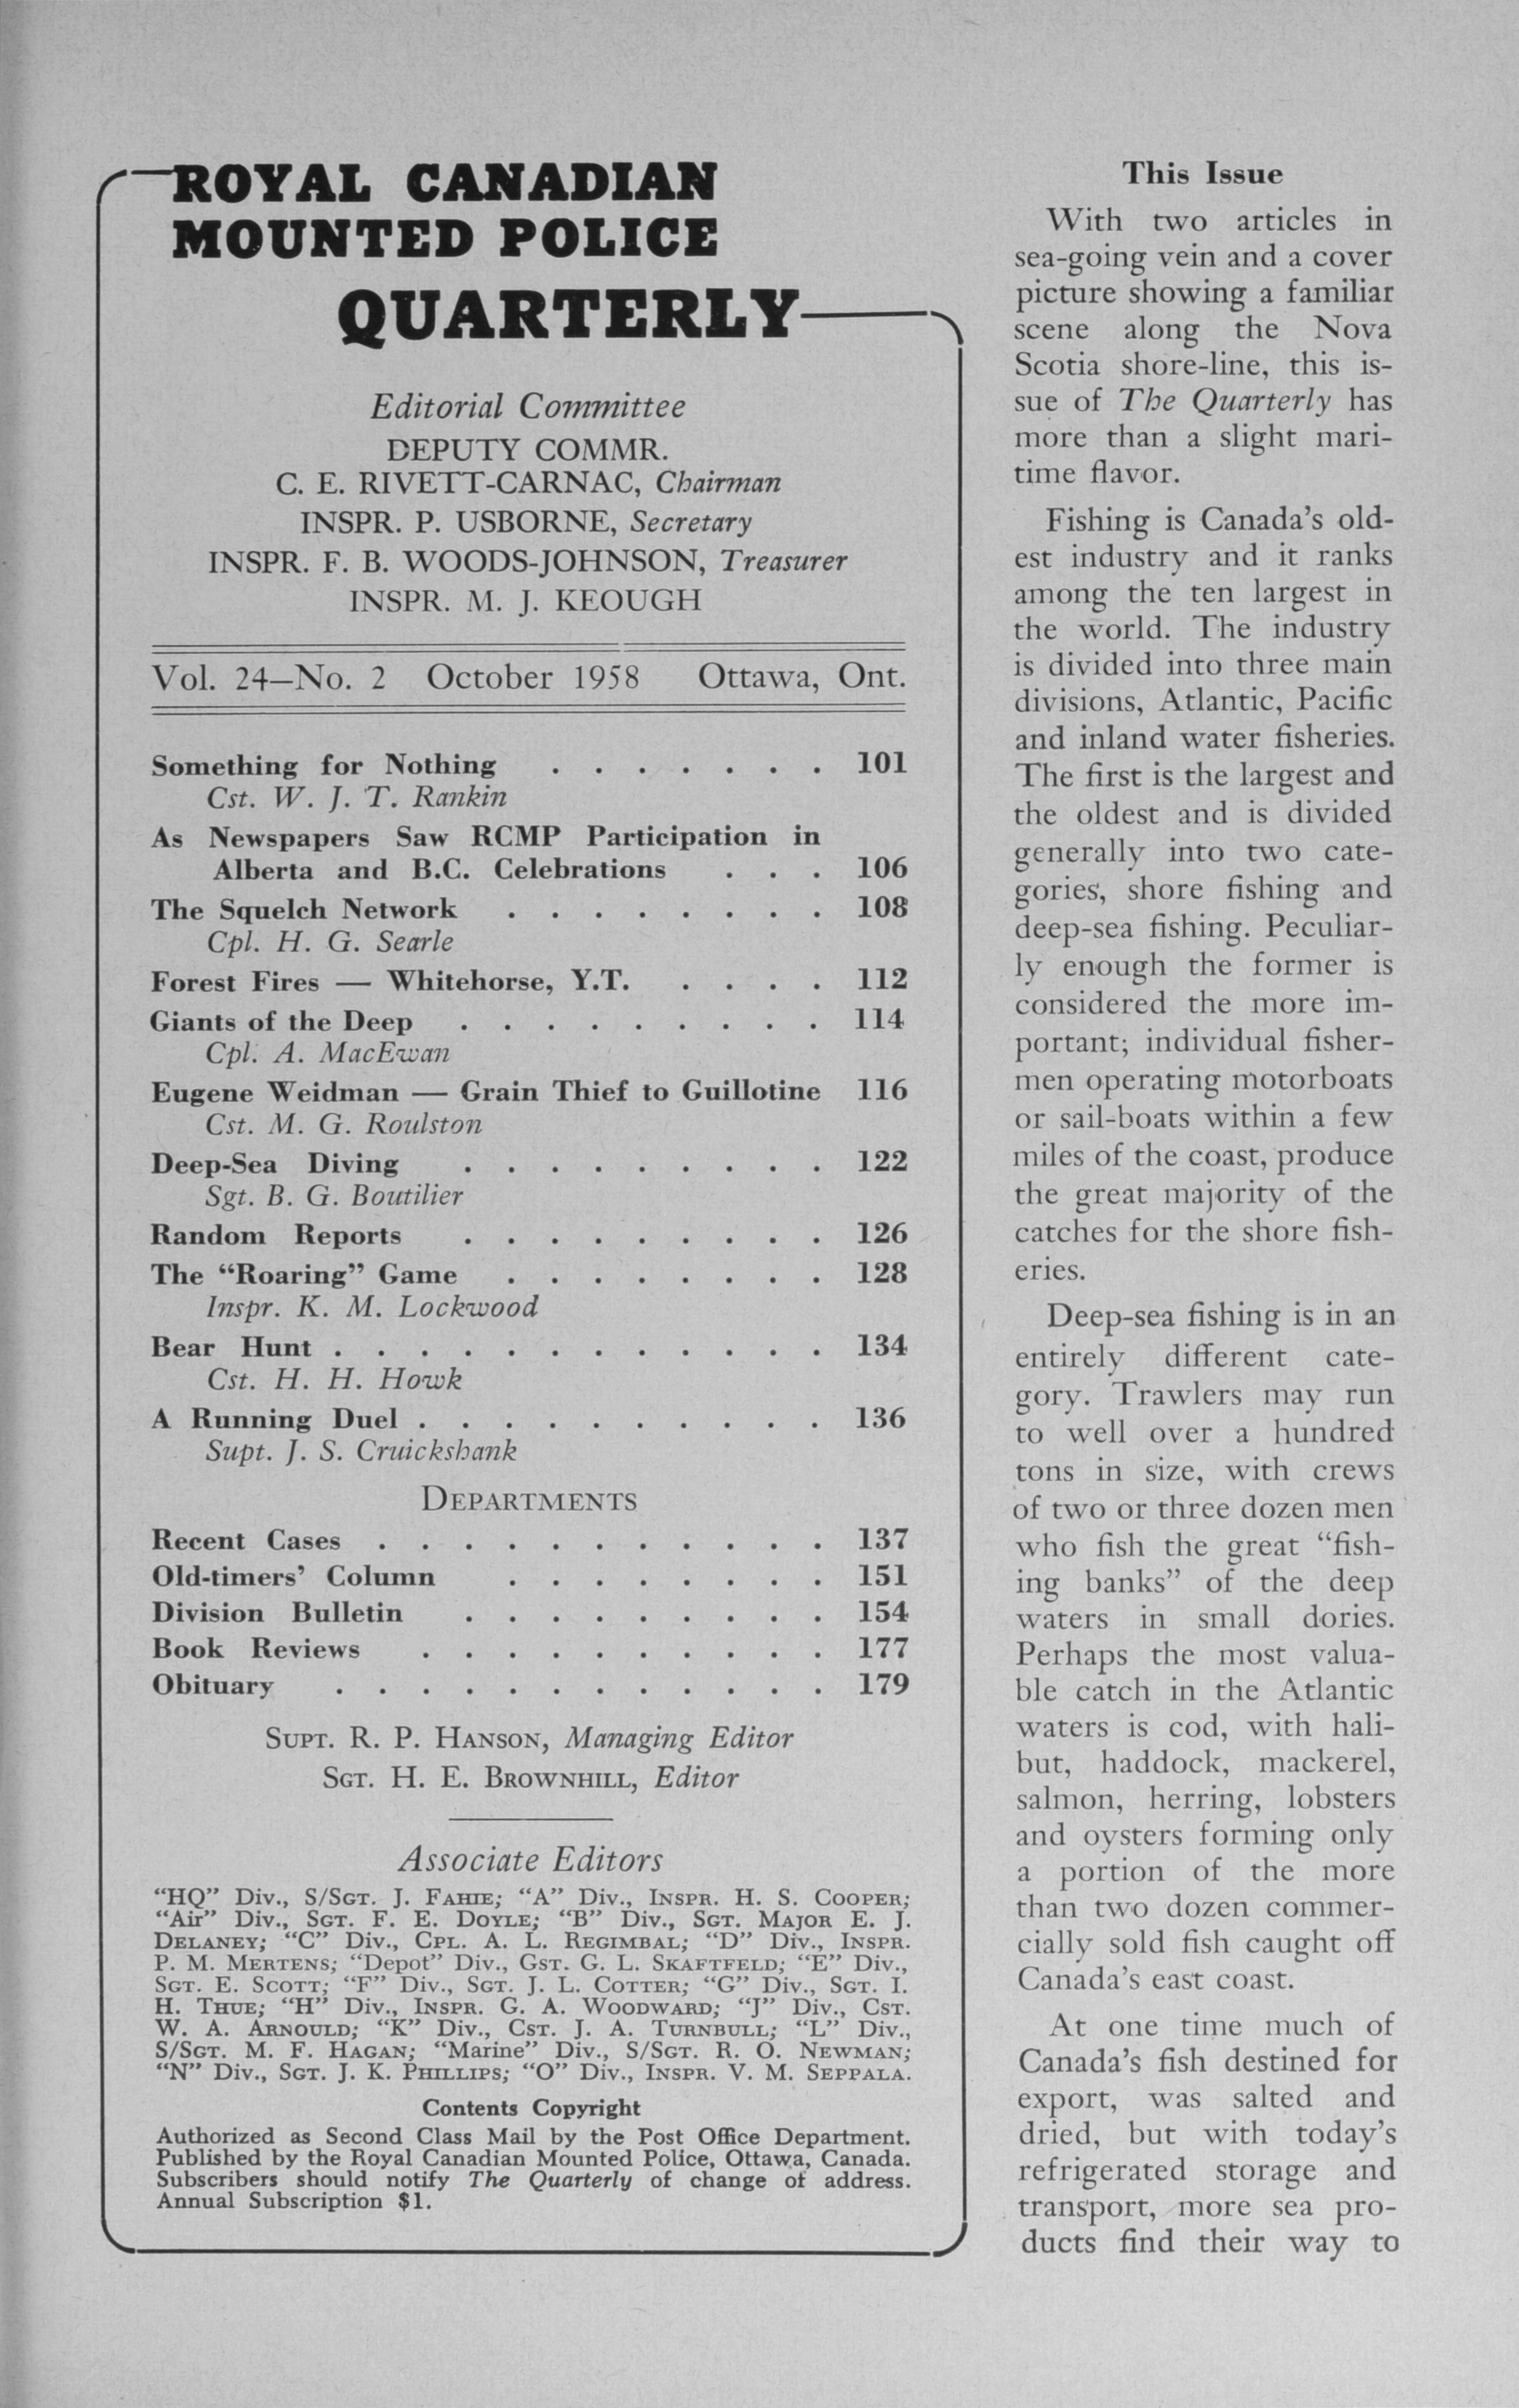 ROYAL CANADIAN
MOUNTED POLICE
QUARTERLY
Editorial Committee
DEPUTY COMMR.
C. E. RIVETT-CARNAC, Chairman
INSPR. P. USBORNE, Secretary
INSPR. F. B. WOODS-JOHNSON, Treasurer
INSPR. M. J. KEOUGH
Vol. 24—No. 2 October 1958 Ottawa, Ont.
Something for Nothing . . . . . . . 101
Cst. W. J. T. Rankin
As Newspapers Saw RCMP Participation in
Alberta and B.C. Celebrations . . . 106
The Squelch Network . . . . . . . . 108
Cpl. H. G. Searle
Forest Fires — Whitehorse, Y.T. . . . . 112
Giants of the Deep . . . . . . . . . 114
Cpl. A. MacEwan
Eugene Weidman — Grain Thief to Guillotine 116
Cst. M. G. Roulston
Deep-Sea Diving . . . . . . . . . 122
Sgt. B. G. Boutilier
Random Reports . . . . . . . . . 126
The “Roaring” Game . . . . . . . . 128
Inspr. K. M. Lockwood
Bear Hunt . . . . . . . . . . . . 134
Cst. H. H. Howk
A Running Duel . . . . . . . . . . 136
Supt. J. S. Cruickshank
DEPARTMENTS
Recent Cases . . . . . . . . . . . 137
Old-timers’ Column . . . . . . . . 151
Division Bulletin . . . . . . . . . 154
Book Reviews . . . . . . . . . . 177
Obituary . . . . . . . . . . . . 179
SUPT. R. P. HANSON, Managing Editor
SGT. H. E. BROWNHILL, Editor
Associate Editors
“HQ” Div., S/SGT. J. FAHIE; “A” Div., INSPR. H. S. COOPER;
“Air” Div., SGT. F. E. DOYLE; “B” Div., SGT. MAJOR E. J.
DELANEY; “C” Div., CPL. A. L. REGIMBAL; “D” Div., INSPR.
P. M. MERTENS; “Depot” Div., GST. G. L. SKAFTFELD; “E” Div.,
SGT. E. SCOTT; “F” Div., SGT. J. L. COTTER; “G” Div., SGT. I.
H. THUE; “H” Div., INSPR. G. A. WOODWARD; “J” Div., CST.
W. A. ARNOULD; “K” Div., CST. J. A. TURNBULL; “L” Div.,
S/SGT. M. F. HAGAN; “Marine” Div., S/SGT. R. O. NEWMAN;
“N” Div., SGT. J. K. PHILLIPS; “O” Div., INSPR. V. M. SEPPALA.
Contents Copyright
Authorized as Second Class Mail by the Post Office Department.
Published by the Royal Canadian Mounted Police, Ottawa, Canada.
Subscribers should notify The Quarterly of change of address.
Annual Subscription $1.
This Issue
With two articles in
sea-going vein and a cover
picture showing a familiar
scene along the Nova
Scotia shore-line, this is-
sue of The Quarterly has
more than a slight mari-
time flavor.
Fishing is Canada’s old-
est industry and it ranks
among the ten largest in
the world. The industry
is divided into three main
divisions, Atlantic, Pacific
and inland water fisheries.
The first is the largest and
the oldest and is divided
generally into two cate-
gories, shore fishing and
deep-sea fishing. Peculiar-
ly enough the former is
considered the more im-
portant; individual fisher-
men operating motorboats
or sail-boats within a few
miles of the coast, produce
the great majority of the
catches for the shore fish-
eries.
Deep-sea fishing is in an
entirely different cate-
gory. Trawlers may run
to well over a hundred
tons in size, with crews
of two or three dozen men
who fish the great “fish-
ing banks” of the deep
waters in small dories.
Perhaps the most valua-
ble catch in the Atlantic
waters is cod, with hali-
but, haddock, mackerel,
salmon, herring, lobsters
and oysters forming only
a portion of the more
than two dozen commer-
cially sold fish caught off
Canada’s east coast.
At one time much of
Canada’s fish destined for
export, was salted and
dried, but with today’s
refrigerated storage and
transport, more sea pro-
ducts find their way to